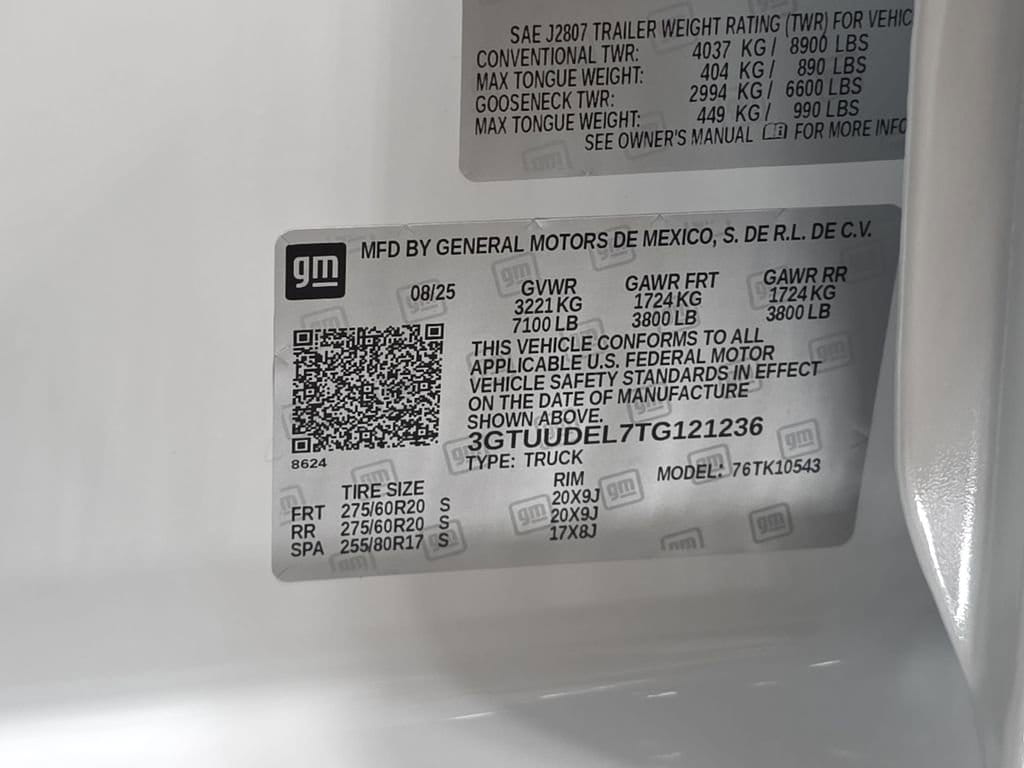 SAE J2807 TRAILER WEIGHT RATING (TWR) FOR VEHIC
CONVENTIONAL TWR: 4037 KG / 8900 LBS
MAX TONGUE WEIGHT: 404 KG / 890 LBS
GOOSENECK TWR: 2994 KG / 6600 LBS
MAX TONGUE WEIGHT: 449 KG / 990 LBS
SEE OWNER'S MANUAL FOR MORE INFO
gm MFD BY GENERAL MOTORS DE MEXICO, S. DE R.L. DE C.V.
08/25 GVWR GAWR FRT GAWR RR
3221 KG 1724 KG 1724 KG
7100 LB 3800 LB 3800 LB
THIS VEHICLE CONFORMS TO ALL
APPLICABLE U.S. FEDERAL MOTOR
VEHICLE SAFETY STANDARDS IN EFFECT
ON THE DATE OF MANUFACTURE
SHOWN ABOVE.
3GTUUDEL7TG121236
8624 TYPE: TRUCK MODEL: 76TK10543
TIRE SIZE RIM
FRT 275/60R20 S 20X9J
RR 275/60R20 S 20X9J
SPA 255/80R17 S 17X8J